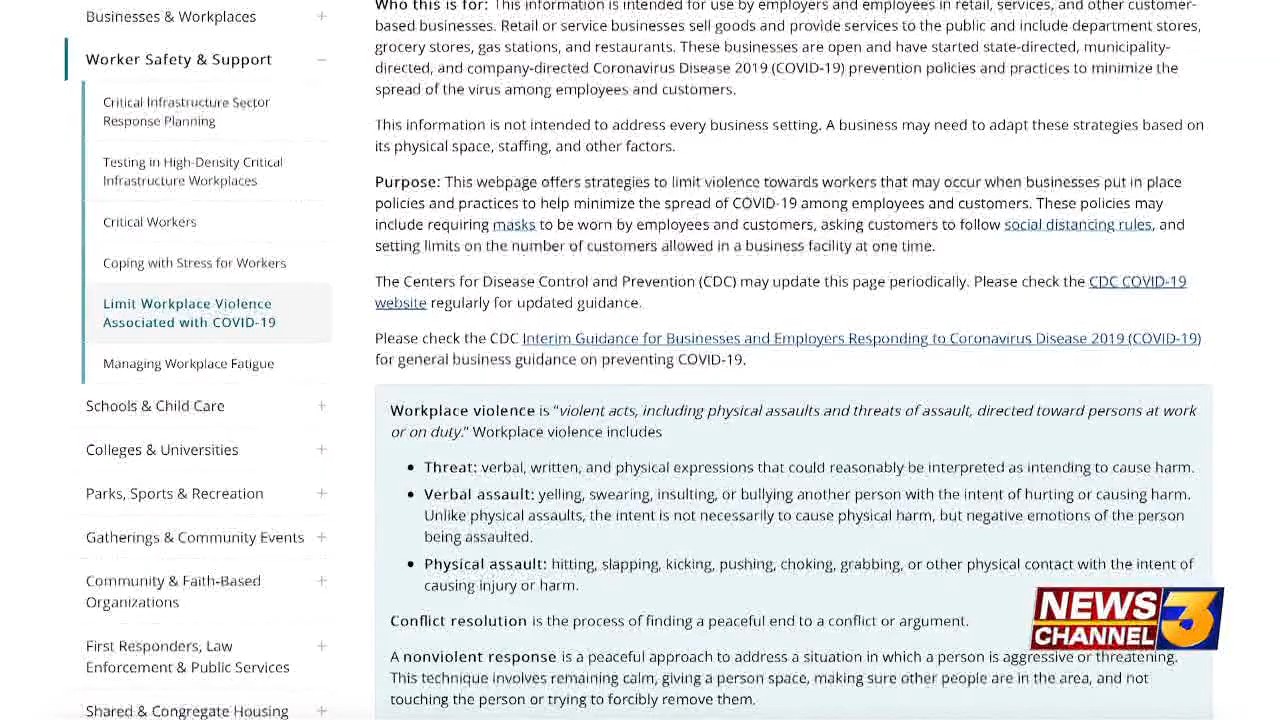 Businesses & Workplaces +
Worker Safety & Support −
Critical Infrastructure Sector
Response Planning
Testing in High-Density Critical
Infrastructure Workplaces
Critical Workers
Coping with Stress for Workers
Limit Workplace Violence
Associated with COVID-19
Managing Workplace Fatigue
Schools & Child Care +
Colleges & Universities +
Parks, Sports & Recreation +
Gatherings & Community Events +
Community & Faith-Based +
Organizations
First Responders, Law +
Enforcement & Public Services
Shared & Congregate Housing +
Who this is for: This information is intended for use by employers and employees in retail, services, and other customer-
based businesses. Retail or service businesses sell goods and provide services to the public and include department stores,
grocery stores, gas stations, and restaurants. These businesses are open and have started state-directed, municipality-
directed, and company-directed Coronavirus Disease 2019 (COVID-19) prevention policies and practices to minimize the
spread of the virus among employees and customers.
This information is not intended to address every business setting. A business may need to adapt these strategies based on
its physical space, staffing, and other factors.
Purpose: This webpage offers strategies to limit violence towards workers that may occur when businesses put in place
policies and practices to help minimize the spread of COVID-19 among employees and customers. These policies may
include requiring masks to be worn by employees and customers, asking customers to follow social distancing rules, and
setting limits on the number of customers allowed in a business facility at one time.
The Centers for Disease Control and Prevention (CDC) may update this page periodically. Please check the CDC COVID-19
website regularly for updated guidance.
Please check the CDC Interim Guidance for Businesses and Employers Responding to Coronavirus Disease 2019 (COVID-19)
for general business guidance on preventing COVID-19.
Workplace violence is “violent acts, including physical assaults and threats of assault, directed toward persons at work
or on duty.” Workplace violence includes
• Threat: verbal, written, and physical expressions that could reasonably be interpreted as intending to cause harm.
• Verbal assault: yelling, swearing, insulting, or bullying another person with the intent of hurting or causing harm.
Unlike physical assaults, the intent is not necessarily to cause physical harm, but negative emotions of the person
being assaulted.
• Physical assault: hitting, slapping, kicking, pushing, choking, grabbing, or other physical contact with the intent of
causing injury or harm.
Conflict resolution is the process of finding a peaceful end to a conflict or argument.
A nonviolent response is a peaceful approach to address a situation in which a person is aggressive or threatening.
This technique involves remaining calm, giving a person space, making sure other people are in the area, and not
touching the person or trying to forcibly remove them.
NEWS
CHANNEL 3